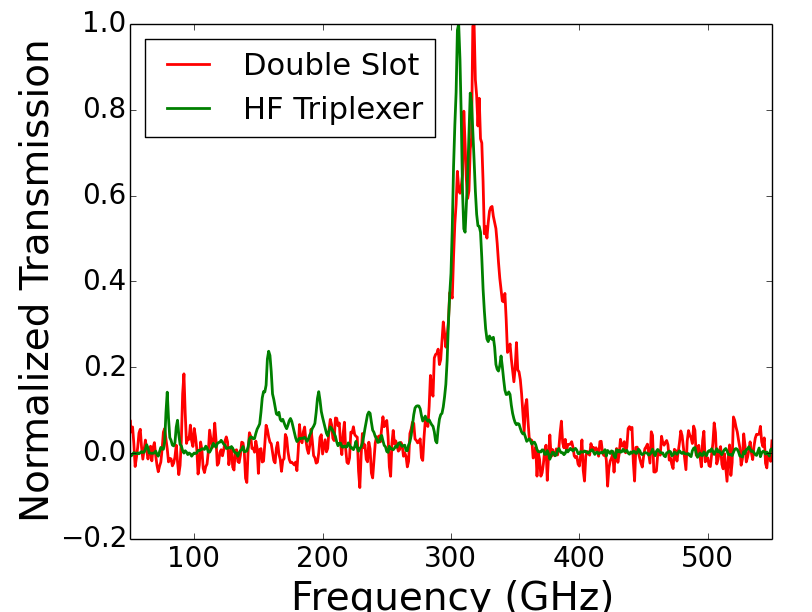 Normalized Transmission
1.0
0.8
0.6
0.4
0.2
0.0
−0.2
Double Slot
HF Triplexer
100 200 300 400 500
Frequency (GHz)